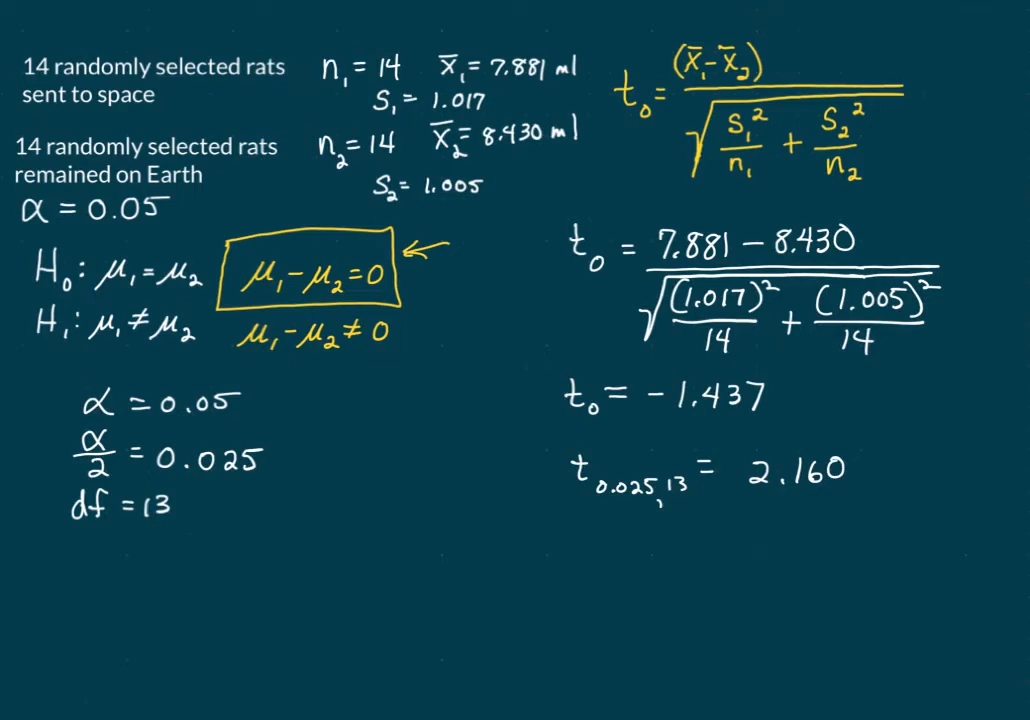 14 randomly selected rats
sent to space
n₁ = 14 x̄₁ = 7.881 ml
S₁ = 1.017
14 randomly selected rats
remained on Earth
n₂ = 14 x̄₂ = 8.430 ml
S₂ = 1.005
α = 0.05
H₀: μ₁ = μ₂ μ₁ - μ₂ = 0
H₁: μ₁ ≠ μ₂ μ₁ - μ₂ ≠ 0
α = 0.05
α/2 = 0.025
df = 13
t₀ = (x̄₁ - x̄₂) / √(S₁²/n₁ + S₂²/n₂)
t₀ = 7.881 - 8.430 / √((1.017)²/14 + (1.005)²/14)
t₀ = -1.437
t₀.₀₂₅,₁₃ = 2.160